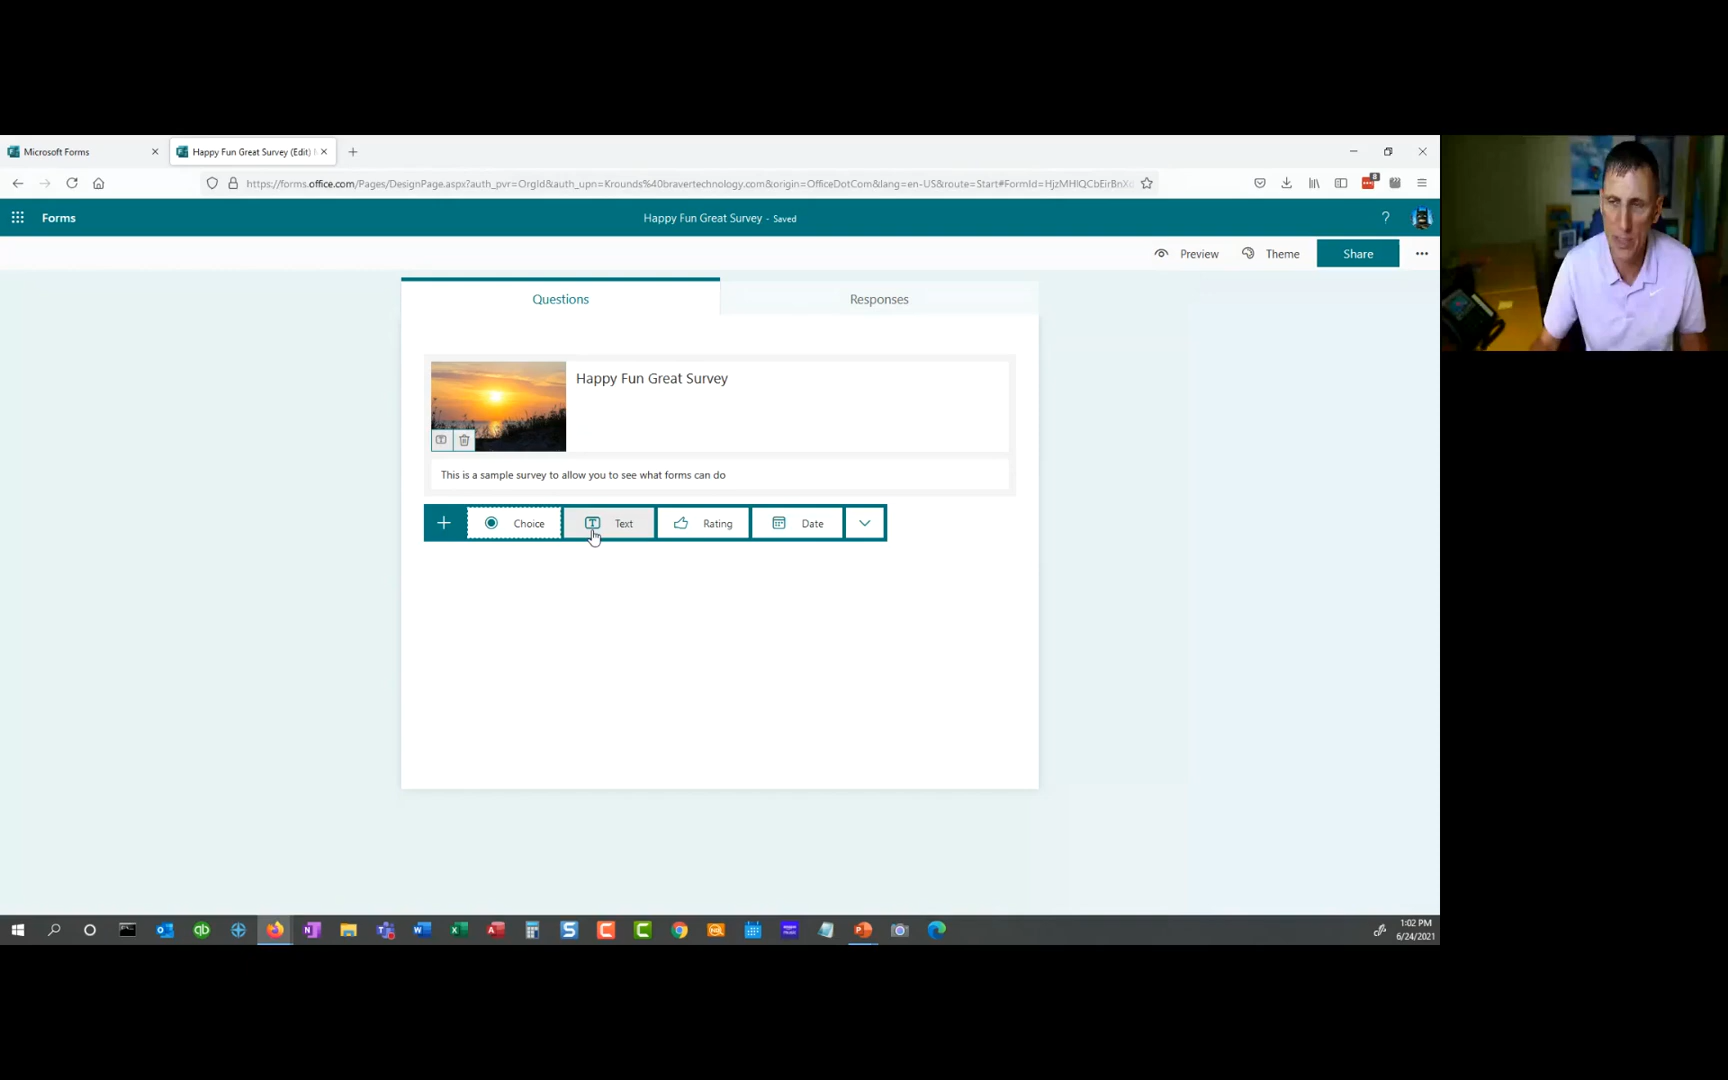 Microsoft Forms
Happy Fun Great Survey (Edit)
https://forms.office.com/Pages/DesignPage.aspx?auth_pvr=OrgId&auth_upn=Krounds%40bravertechnology.com&origin=OfficeDotCom&lang=en-US&route=Start#FormId=HjzMHlQCbEirBnXc
8
Forms
Happy Fun Great Survey - Saved
?
Preview
Theme
Share
Questions
Responses
Happy Fun Great Survey
This is a sample survey to allow you to see what forms can do
Choice
Text
Rating
Date
1:02 PM
6/24/2021